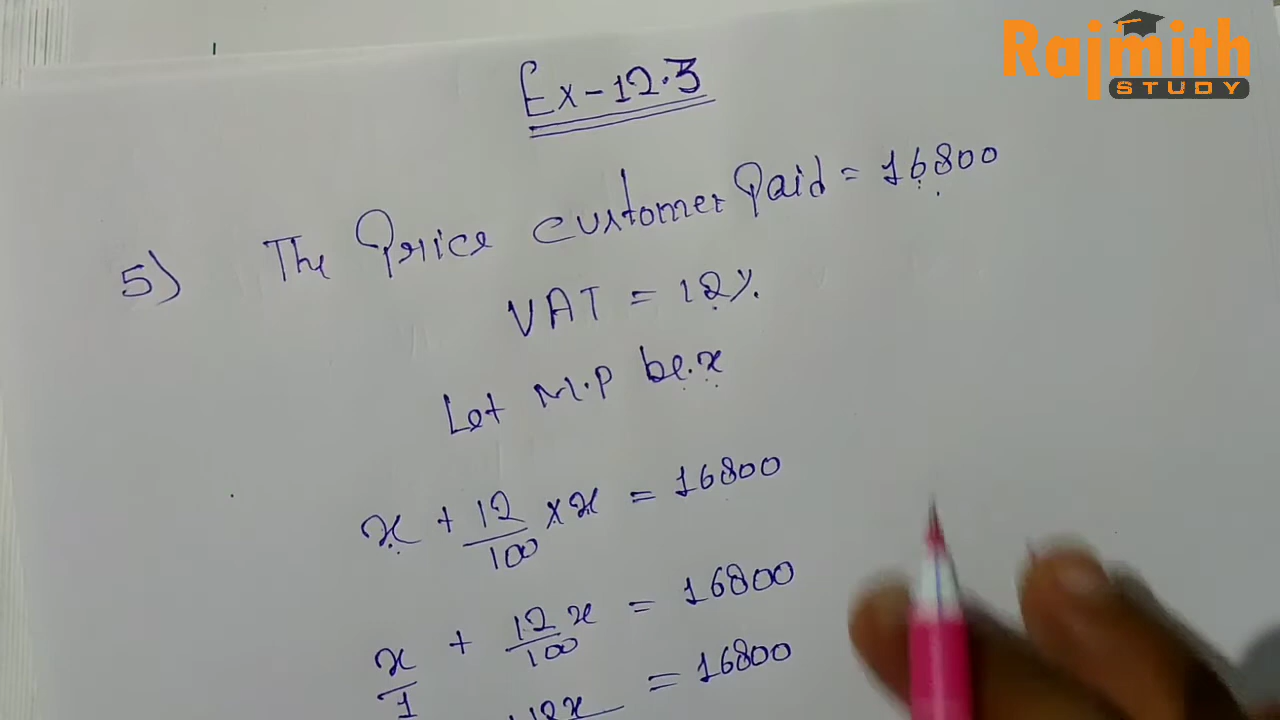 Rajmith
STUDY
Ex-12.3
5) The Price customer Paid = 16800
VAT = 12%
Let M.P be x
x + 12/100 × x = 16800
x/1 + 12/100 x = 16800
12x = 16800